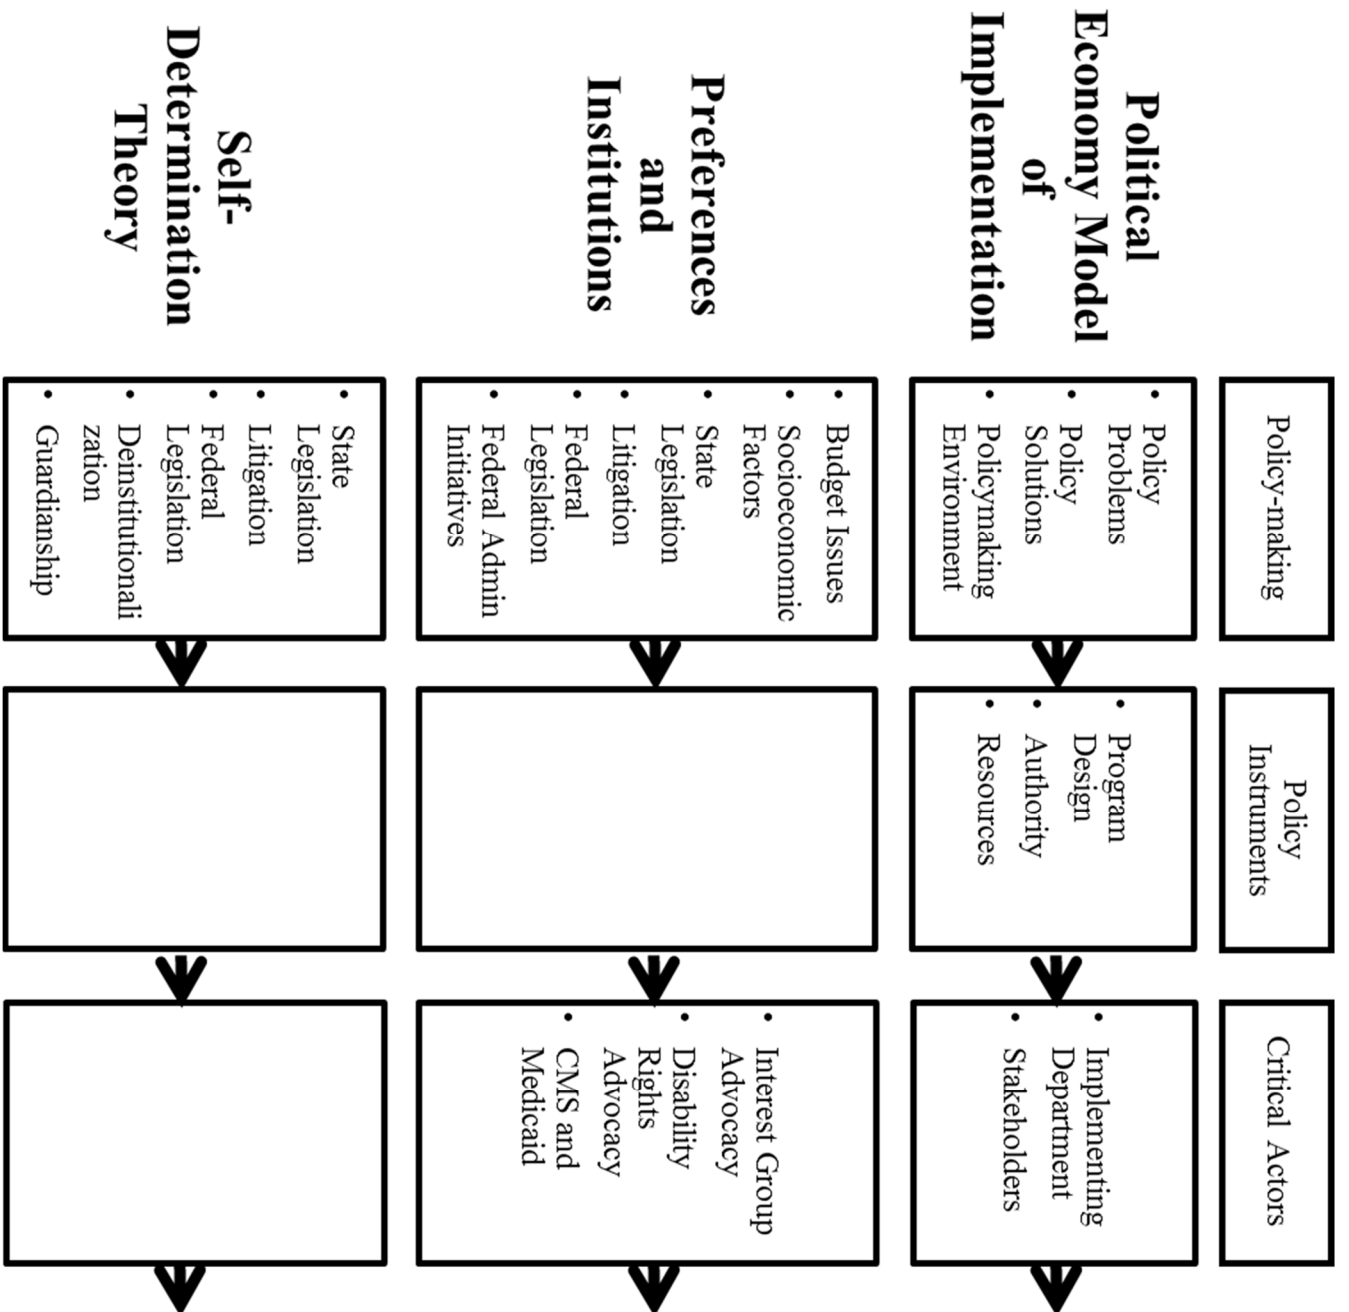 Policy-making
Policy
Instruments
Critical Actors
Political
Economy Model
of
Implementation
• Policy
Problems
• Policy
Solutions
• Policymaking
Environment
• Program
Design
• Authority
• Resources
• Implementing
Department
• Stakeholders
Preferences
and
Institutions
• Budget Issues
• Socioeconomic
Factors
• State
Legislation
• Litigation
• Federal
Legislation
• Federal Admin
Initiatives
• Interest Group
Advocacy
• Disability
Rights
Advocacy
• CMS and
Medicaid
Self-
Determination
Theory
• State
Legislation
• Litigation
• Federal
Legislation
• Deinstitutionali
zation
• Guardianship